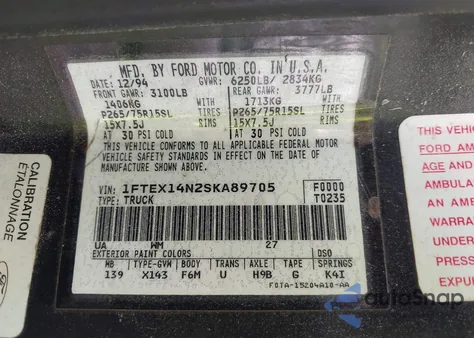 MFD. BY FORD MOTOR CO. IN U.S.A.
DATE: 12/94 GVWR: 6250LB/ 2834KG
FRONT GAWR: 3100LB REAR GAWR: 3777LB
1406KG WITH 1713KG WITH
P265/75R15SL TIRES P265/75R15SL TIRES
15X7.5J RIMS 15X7.5J RIMS
AT 30 PSI COLD AT 30 PSI COLD
THIS VEHICLE CONFORMS TO ALL APPLICABLE FEDERAL MOTOR
VEHICLE SAFETY STANDARDS IN EFFECT ON THE DATE OF
MANUFACTURE SHOWN ABOVE.
VIN: 1FTEX14N2SKA89705 F0000
TYPE: TRUCK T0235
UA WM 27
EXTERIOR PAINT COLORS DSO
WB TYPE-GVW BODY TRANS AXLE TAPE SPRINGS
139 X143 F6M U H9B G K4I
F0TA-15204A10-AA
CALIBRATION
ÉTALONNAGE
THIS VEHI
FORD AM
AGE AND
AMBULA
AN AMB
WITHOU
UNDER
PRESS
EXPI
AutoSnap